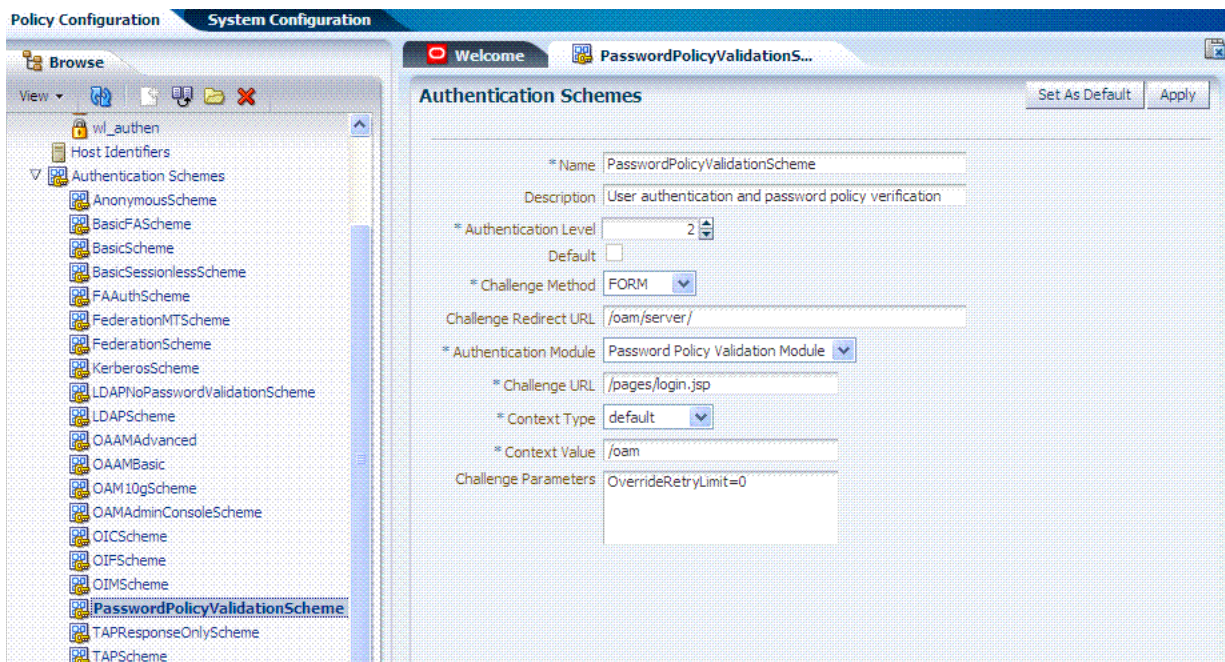 Policy Configuration System Configuration
Browse
View
wl_authen
Host Identifiers
Authentication Schemes
AnonymousScheme
BasicFAScheme
BasicScheme
BasicSessionlessScheme
FAAuthScheme
FederationMTScheme
FederationScheme
KerberosScheme
LDAPNoPasswordValidationScheme
LDAPScheme
OAAMAdvanced
OAAMBasic
OAM10gScheme
OAMAdminConsoleScheme
OICScheme
OIFScheme
OIMScheme
PasswordPolicyValidationScheme
TAPResponseOnlyScheme
TAPScheme
Welcome PasswordPolicyValidationS...
Authentication Schemes Set As Default Apply
* Name PasswordPolicyValidationScheme
Description User authentication and password policy verification
* Authentication Level 2
Default
* Challenge Method FORM
Challenge Redirect URL /oam/server/
* Authentication Module Password Policy Validation Module
* Challenge URL /pages/login.jsp
* Context Type default
* Context Value /oam
Challenge Parameters OverrideRetryLimit=0